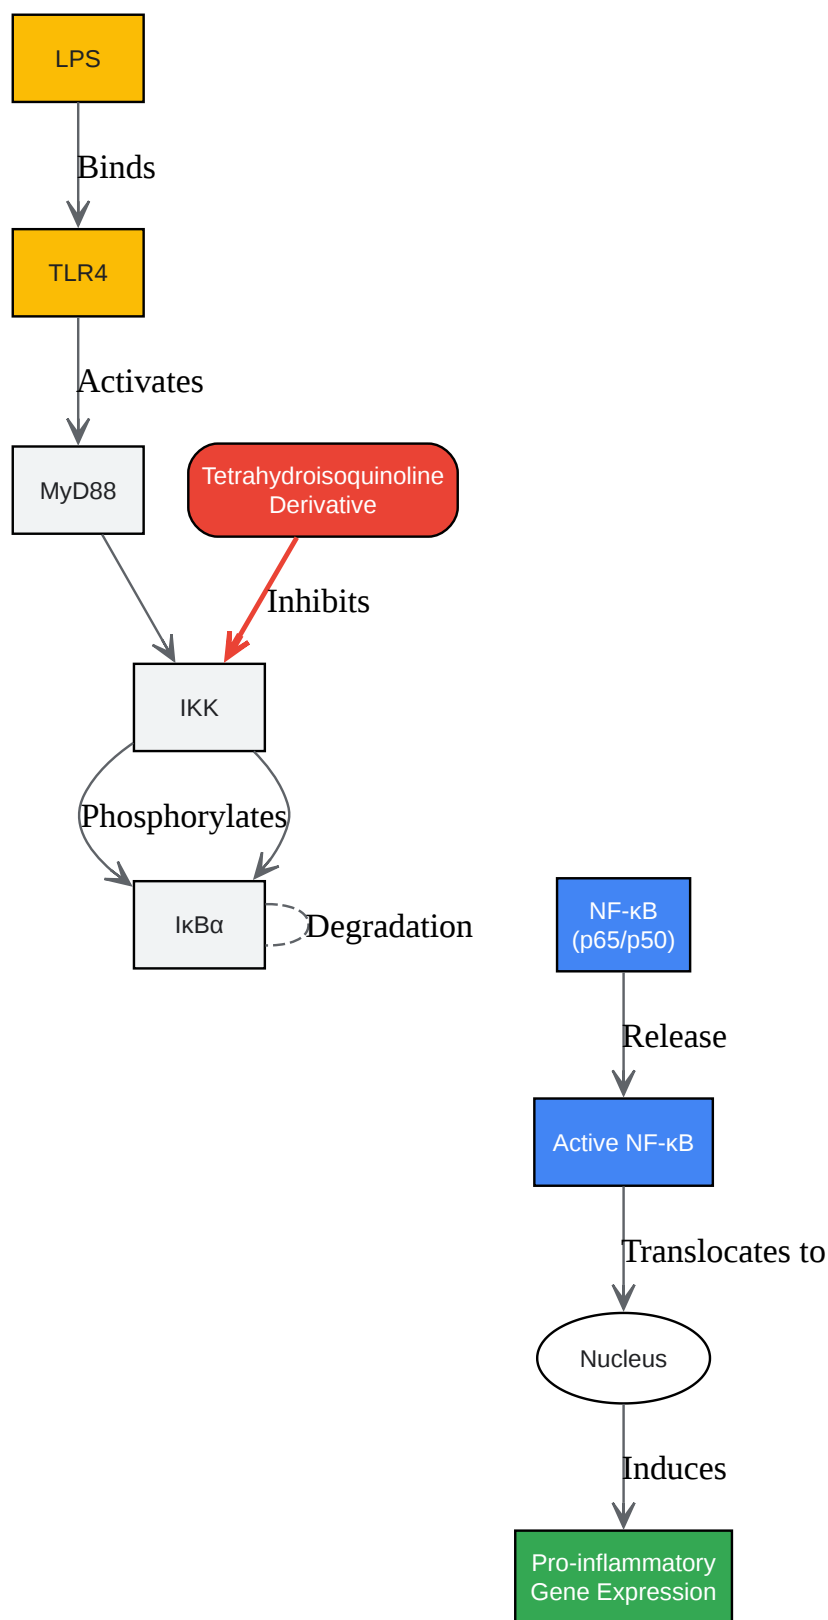 LPS
Binds
TLR4
Activates
MyD88
Tetrahydroisoquinoline
Derivative
Inhibits
IKK
Phosphorylates
IκBα
Degradation
NF-κB
(p65/p50)
Release
Active NF-κB
Translocates to
Nucleus
Induces
Pro-inflammatory
Gene Expression